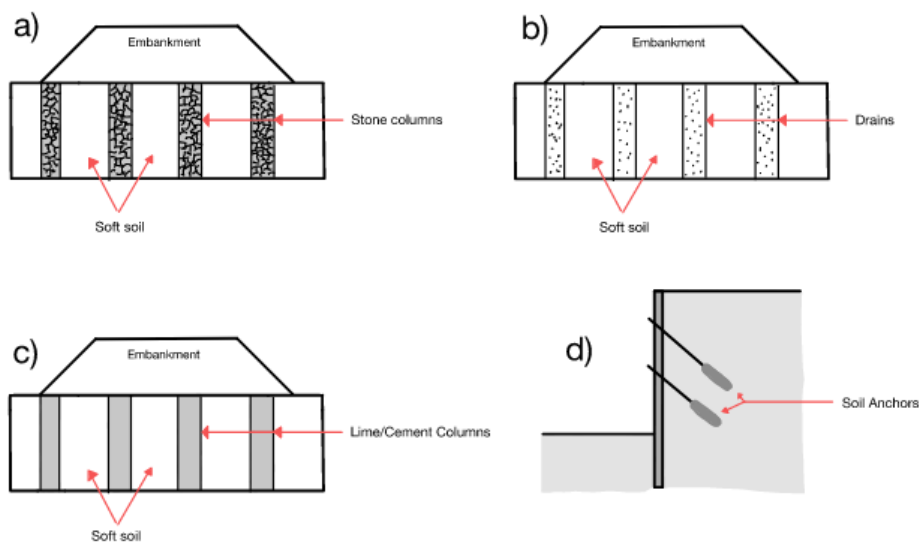 a)
Embankment
Stone columns
Soft soil
b)
Embankment
Drains
Soft soil
c)
Embankment
Lime/Cement Columns
Soft soil
d)
Soil Anchors